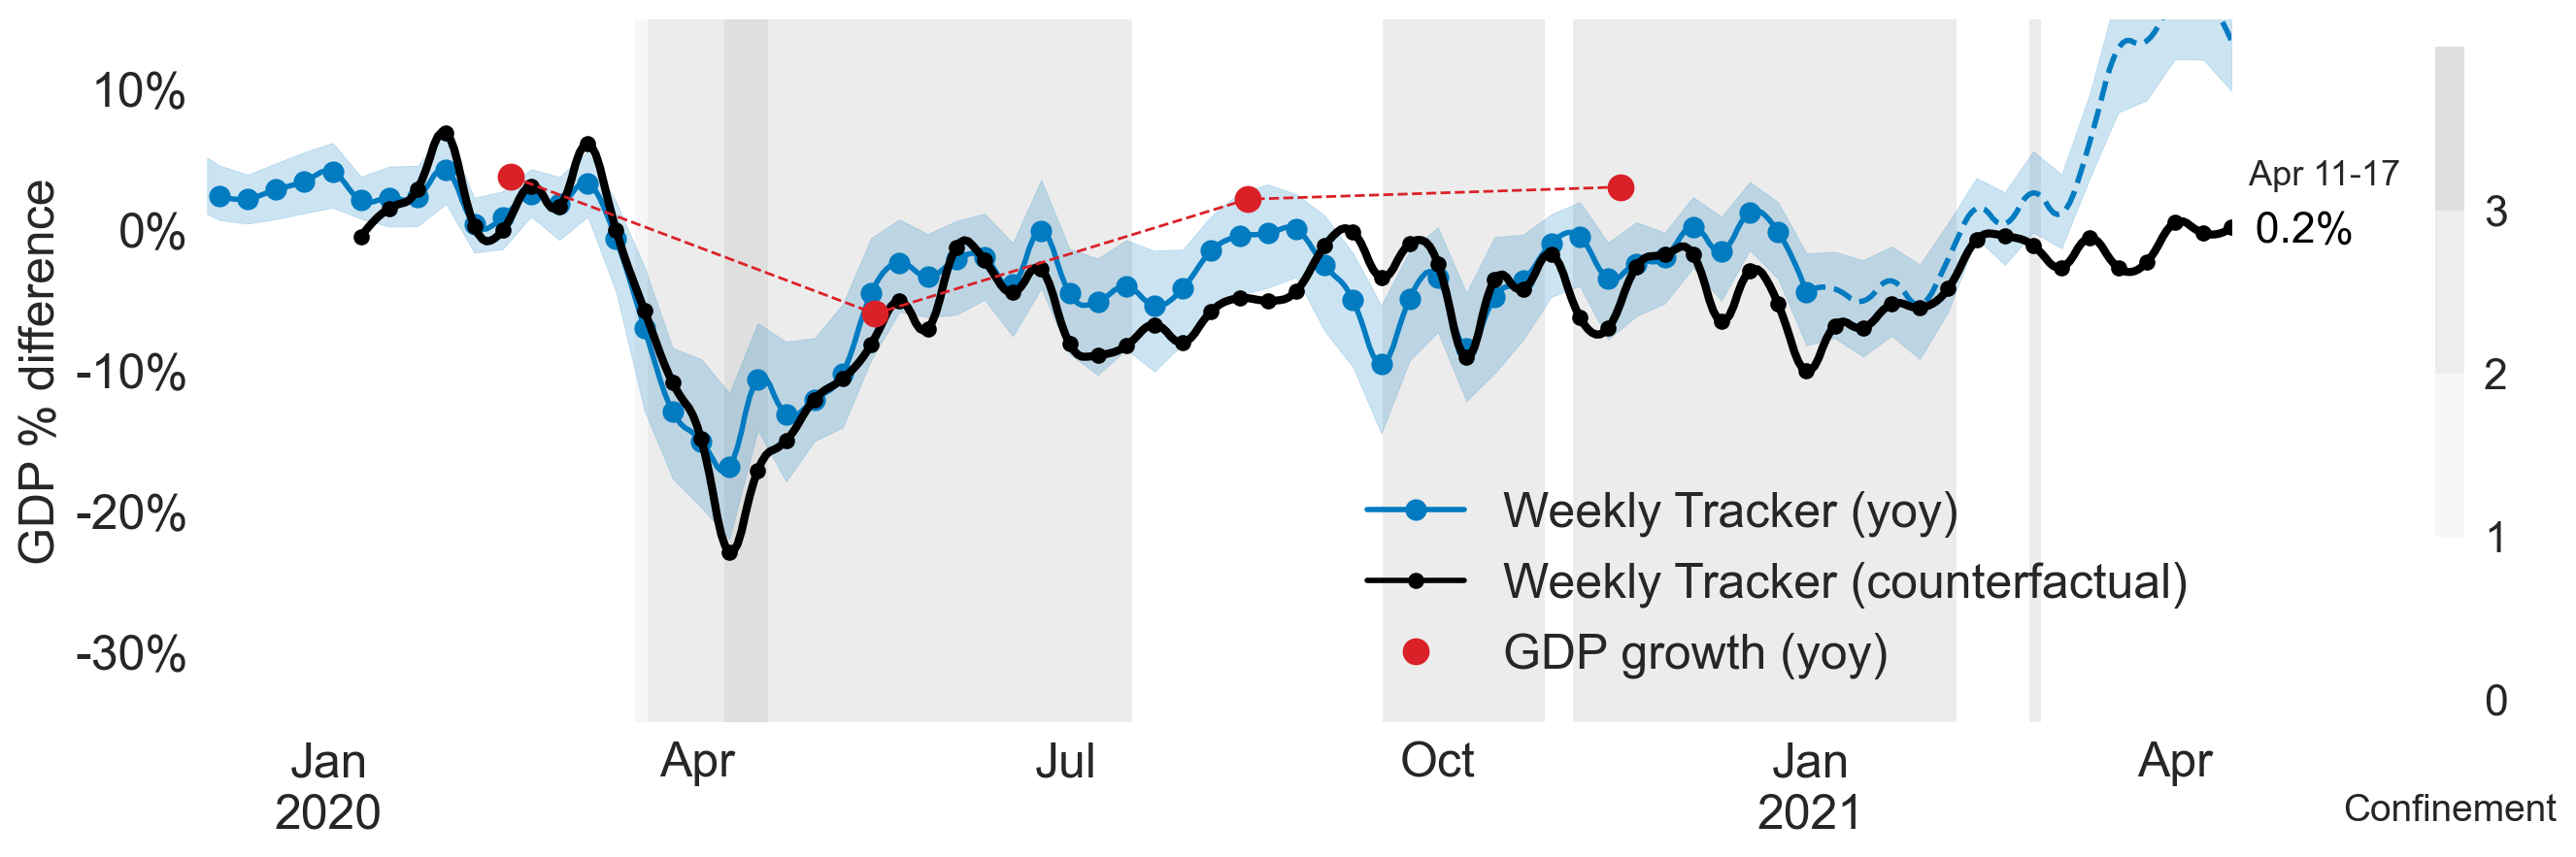 GDP % difference
10%
0%
-10%
-20%
-30%
Jan
2020
Apr
Jul
Oct
Jan
2021
Apr
Weekly Tracker (yoy)
Weekly Tracker (counterfactual)
GDP growth (yoy)
Apr 11-17
0.2%
3
2
1
0
Confinement